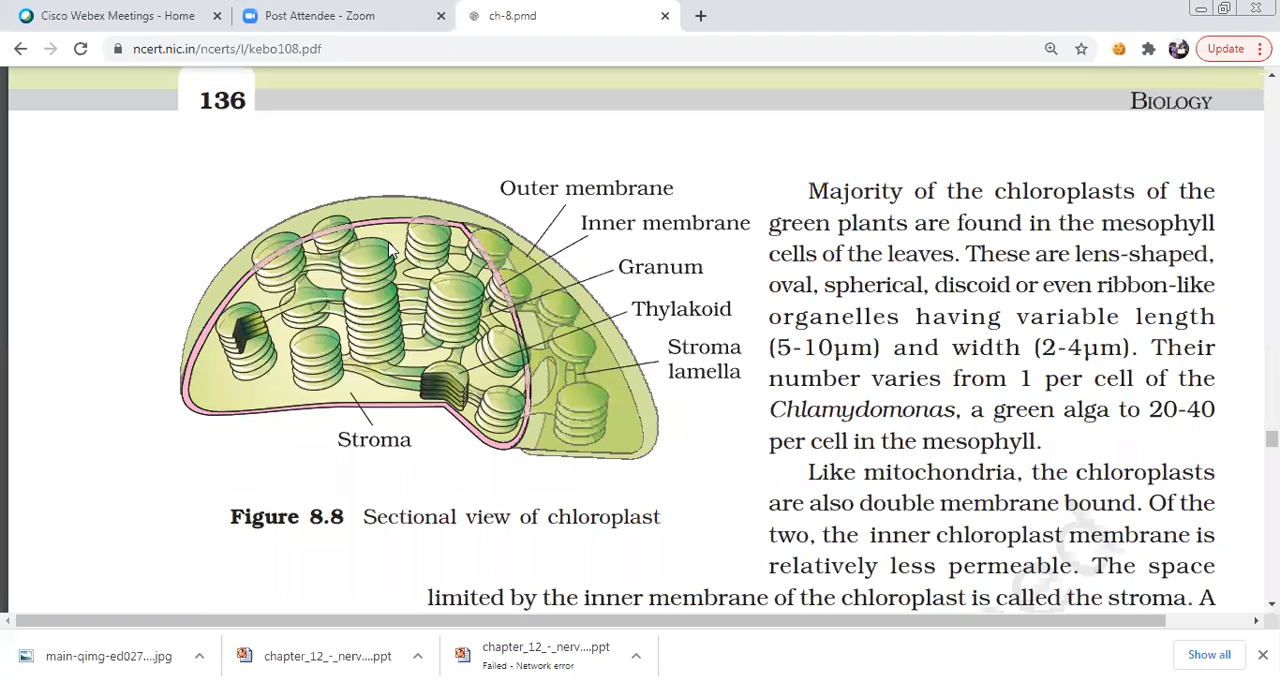 Cisco Webex Meetings - Home
Post Attendee - Zoom
ch-8.pmd
ncert.nic.in/ncerts/l/kebo108.pdf
Update
136
BIOLOGY
Outer membrane
Inner membrane
Granum
Thylakoid
Stroma
lamella
Stroma
Figure 8.8 Sectional view of chloroplast
Majority of the chloroplasts of the
green plants are found in the mesophyll
cells of the leaves. These are lens-shaped,
oval, spherical, discoid or even ribbon-like
organelles having variable length
(5-10µm) and width (2-4µm). Their
number varies from 1 per cell of the
Chlamydomonas, a green alga to 20-40
per cell in the mesophyll.
Like mitochondria, the chloroplasts
are also double membrane bound. Of the
two, the inner chloroplast membrane is
relatively less permeable. The space
limited by the inner membrane of the chloroplast is called the stroma. A
main-qimg-ed027....jpg
chapter_12_-_nerv....ppt
chapter_12_-_nerv....ppt
Failed - Network error
Show all